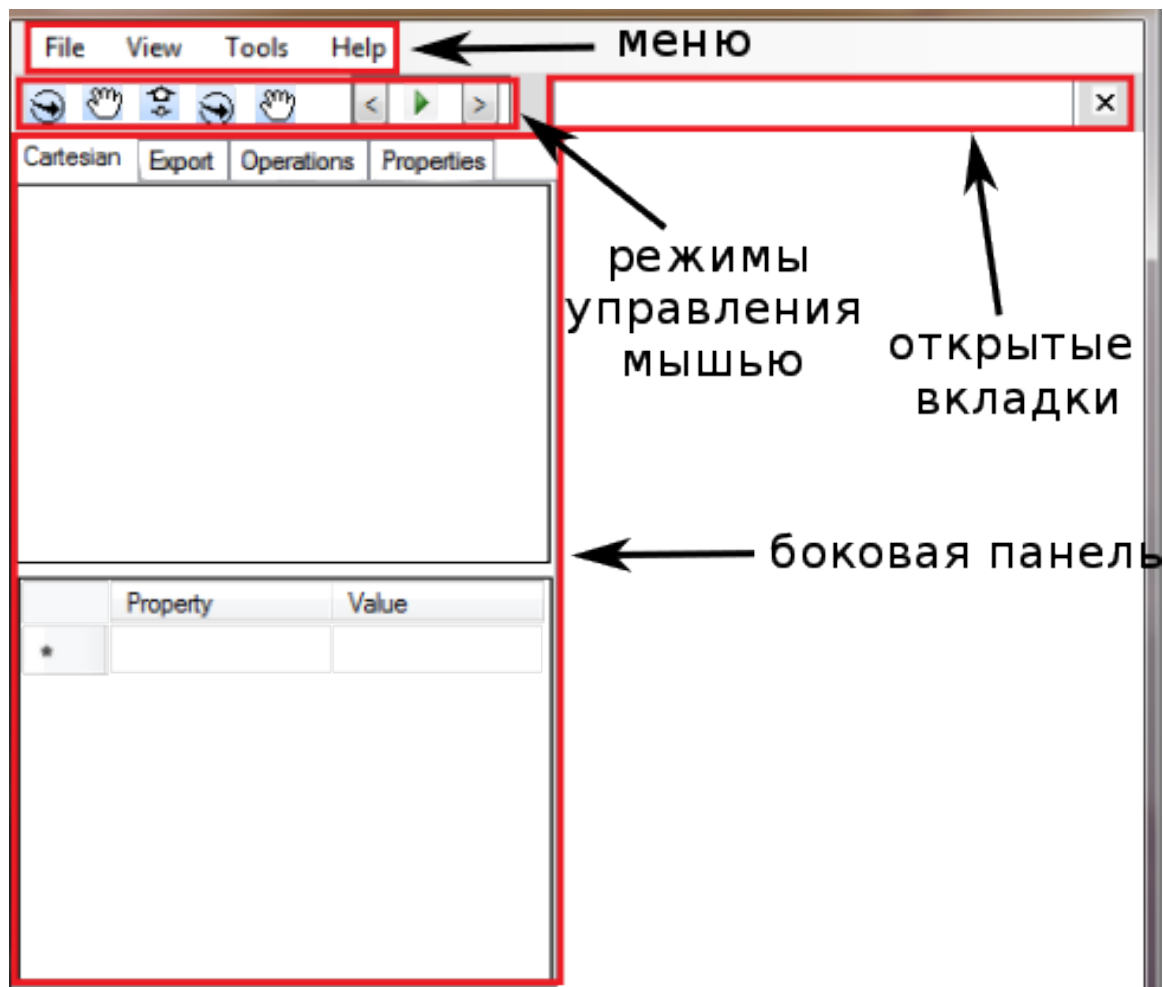 File View Tools Help
меню
< >
×
Cartesian Export Operations Properties
режимы
управления
мышью
открытые
вкладки
боковая панель
Property Value
*